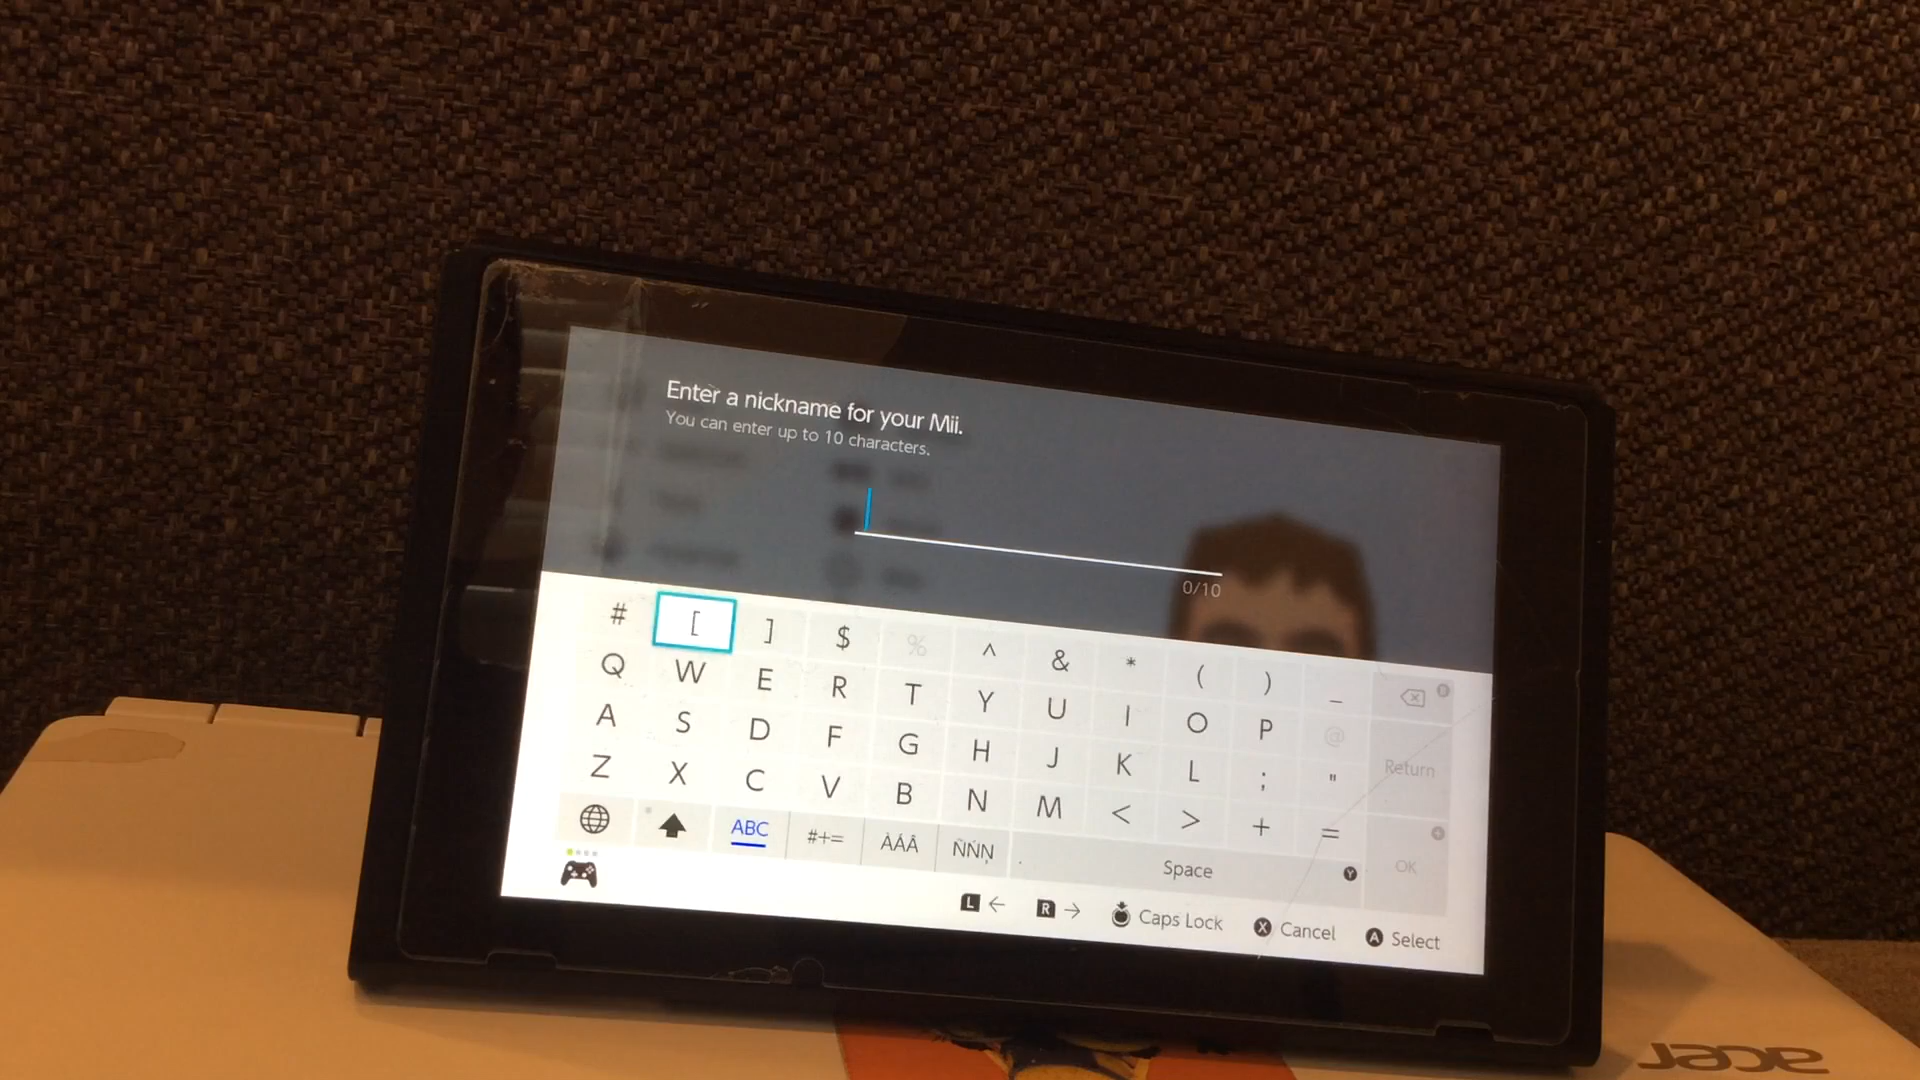 Enter a nickname for your Mii.
You can enter up to 10 characters.
0/10
# [ ] $ % ^ & * ( ) _
Q W E R T Y U I O P @
A S D F G H J K L ; "
Return
Z X C V B N M < > + =
ABC #+= ÀÁÂ ÑŃŅ Space Y OK
L ← R → Caps Lock X Cancel A Select
acer